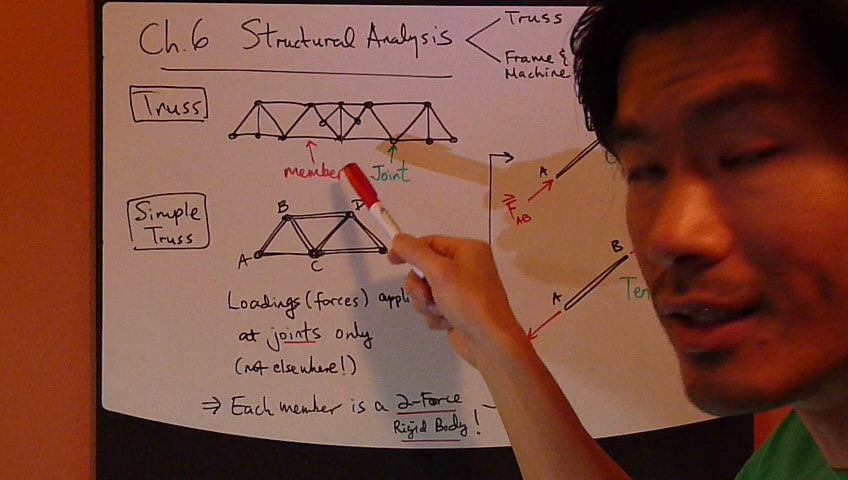 Ch.6 Structural Analysis
Truss
Frame &
Machine
Truss
member
Joint
Simple
Truss
A
B
C
D
Loadings (forces)
at joints only
(not elsewhere!)
⇒ Each member is a 2-Force
Rigid Body!
A
F AB
B
A